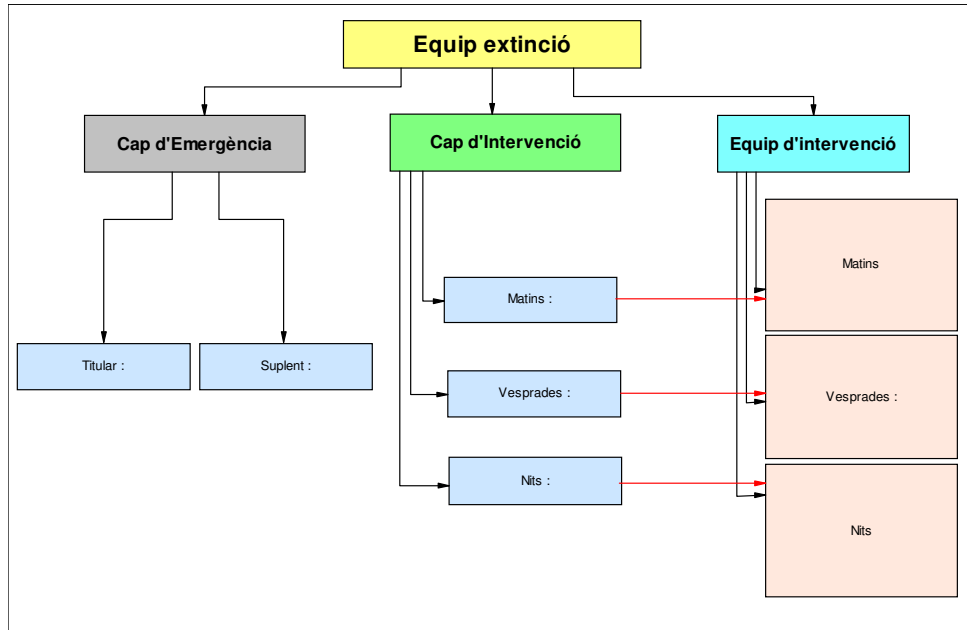 Equip extinció
Cap d'Emergència
Cap d'Intervenció
Equip d'intervenció
Matins
Matins :
Titular :
Suplent :
Vesprades :
Vesprades :
Nits :
Nits